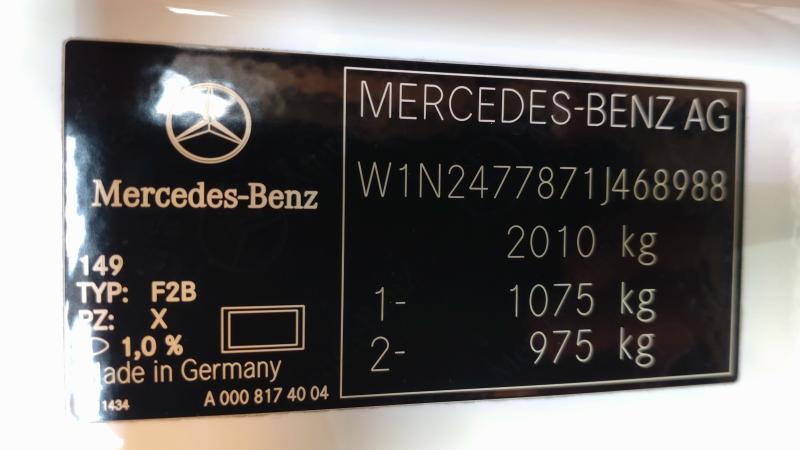 Mercedes-Benz
149
TYP: F2B
PZ: X
1,0 %
Made in Germany
1434
A 000 817 40 04
MERCEDES-BENZ AG
W1N2477871J468988
2010 kg
1- 1075 kg
2- 975 kg